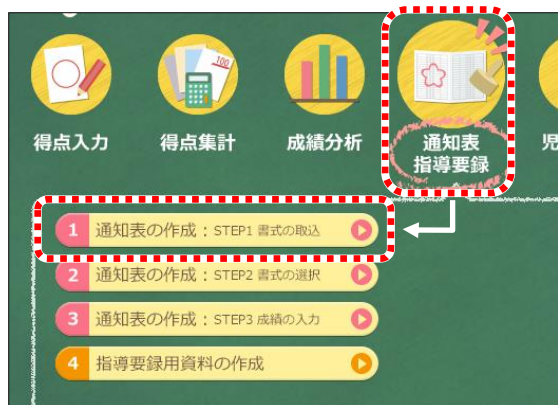 100
得点入力
得点集計
成績分析
通知表
指導要録
児
1 通知表の作成：STEP1 書式の取込
2 通知表の作成：STEP2 書式の選択
3 通知表の作成：STEP3 成績の入力
4 指導要録用資料の作成